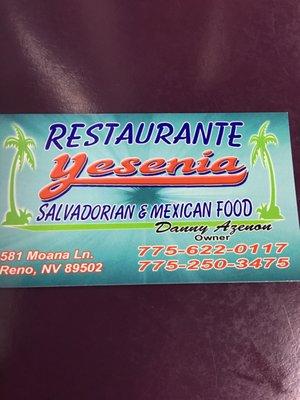 RESTAURANTE
Yesenia
SALVADORIAN & MEXICAN FOOD
Danny Azenon
Owner
581 Moana Ln.
Reno, NV 89502
775-622-0117
775-250-3475